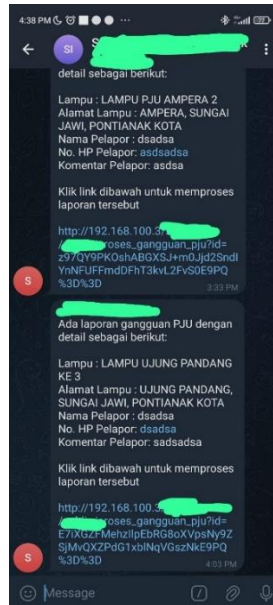 4:38 PM
SI
S
detail sebagai berikut:
Lampu : LAMPU PJU AMPERA 2
Alamat Lampu : AMPERA, SUNGAI
JAWI, PONTIANAK KOTA
Nama Pelapor : dsadsa
No. HP Pelapor: asdsadsa
Komentar Pelapor: asdsa
Klik link dibawah untuk memproses
laporan tersebut
http://192.168.100.3/
roses_gangguan_pju?id=
z97QY9PKOshABGXSJ+m0Jjd2Sndl
YnNFUFFmdDFhT3kvL2FvS0E9PQ
%3D%3D
S
3:33 PM
Ada laporan gangguan PJU dengan
detail sebagai berikut:
Lampu : LAMPU UJUNG PANDANG
KE 3
Alamat Lampu : UJUNG PANDANG,
SUNGAI JAWI, PONTIANAK KOTA
Nama Pelapor : dsadsa
No. HP Pelapor: dsadsa
Komentar Pelapor: sadsadsa
Klik link dibawah untuk memproses
laporan tersebut
http://192.168.100.3
roses_gangguan_pju?id=
E7iXGZFMehzIlpEbRG8oXVpsNy9Z
SjMvQXZPdG1xblNqVGszNkE9PQ
%3D%3D
S
4:03 PM
Message